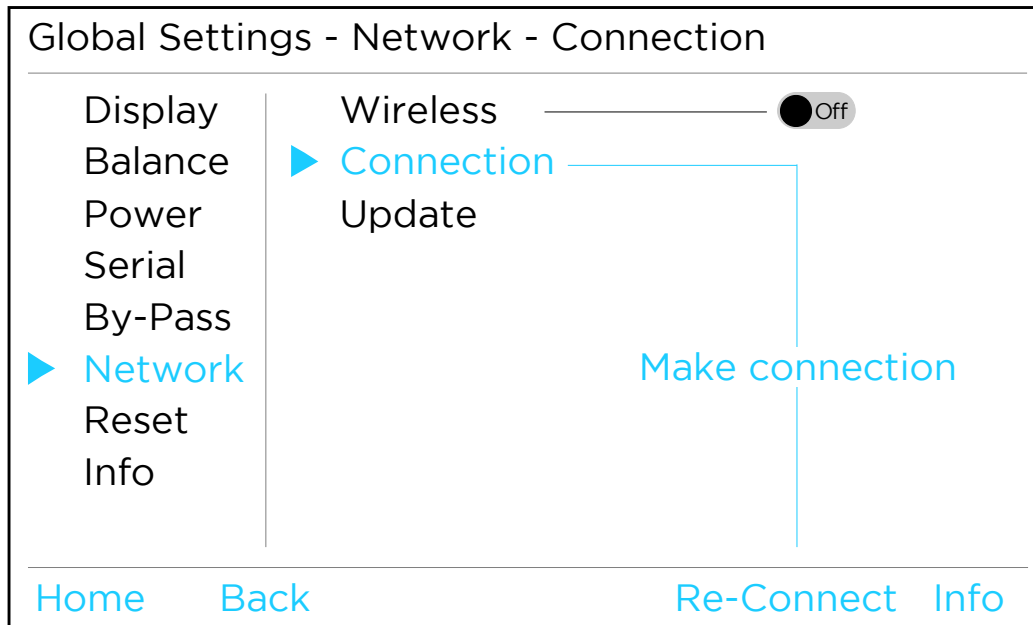 Global Settings - Network - Connection
Display
Balance
Power
Serial
By-Pass
Network
Reset
Info
Wireless Off
Connection
Update
Make connection
Home Back Re-Connect Info